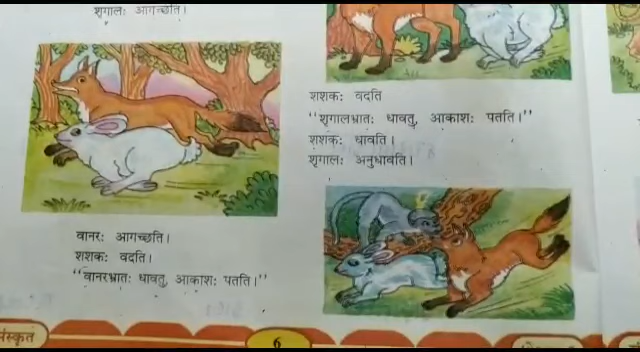 शृगालः आगच्छति।
वानरः आगच्छति।
शशकः वदति।
“वानरभ्रातः धावतु, आकाशः पतति।”
शशकः वदति
“शृगालभ्रातः धावतु, आकाशः पतति।”
शशकः धावति।
शृगालः अनुधावति।
6